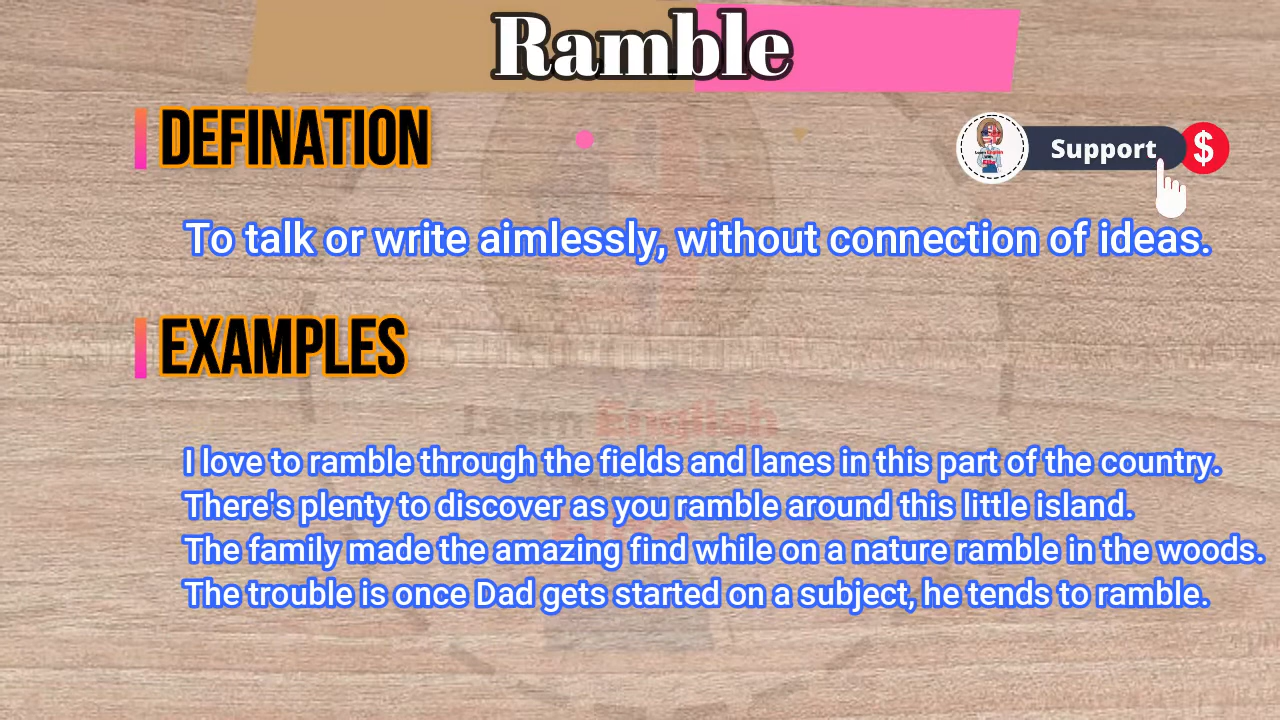 Ramble
DEFINATION
Support
$
To talk or write aimlessly, without connection of ideas.
EXAMPLES
Learn English
I love to ramble through the fields and lanes in this part of the country.
There's plenty to discover as you ramble around this little island.
The family made the amazing find while on a nature ramble in the woods.
The trouble is once Dad gets started on a subject, he tends to ramble.